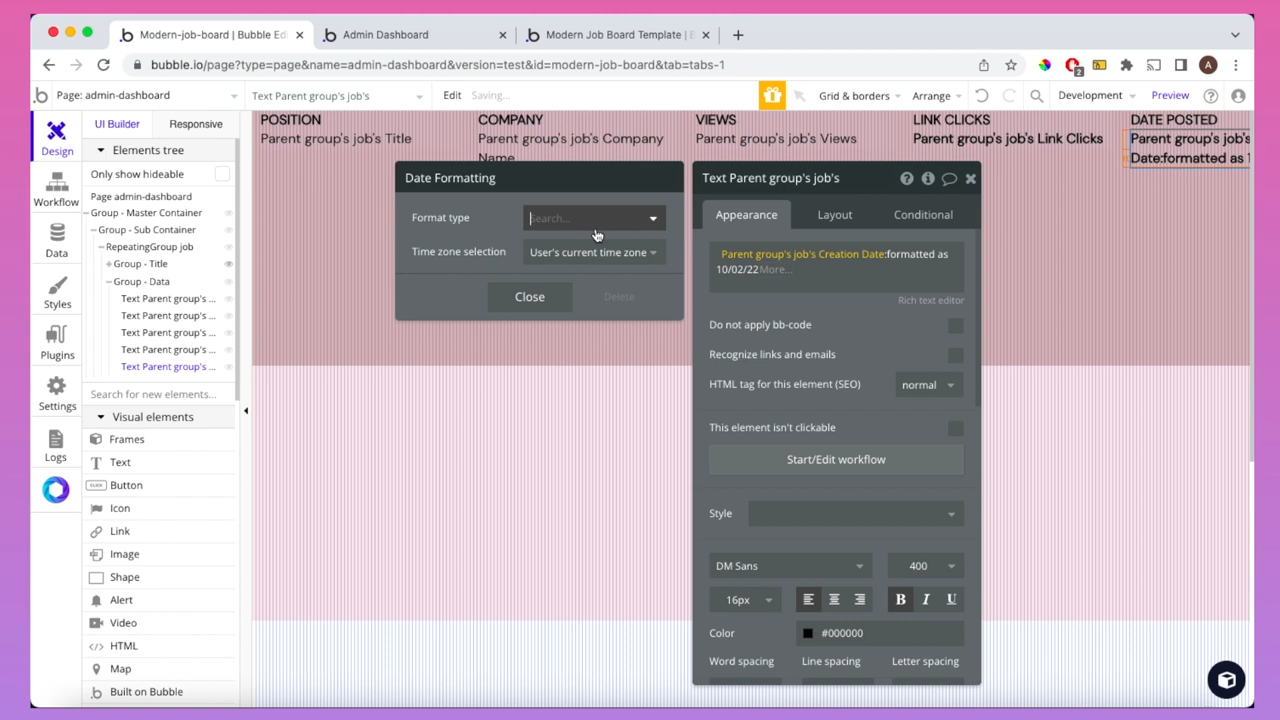 Modern-job-board | Bubble Edi
Admin Dashboard
Modern Job Board Template | B
bubble.io/page?type=page&name=admin-dashboard&version=test&id=modern-job-board&tab=tabs-1
2
A
Page: admin-dashboard
Text Parent group's job's
Edit
Saving...
Grid & borders
Arrange
Development
Preview
Design
Workflow
Data
Styles
Plugins
Settings
Logs
UI Builder
Responsive
Elements tree
Only show hideable
Page admin-dashboard
Group - Master Container
Group - Sub Container
RepeatingGroup job
Group - Title
Group - Data
Text Parent group's ...
Text Parent group's ...
Text Parent group's ...
Text Parent group's ...
Text Parent group's ...
Search for new elements...
Visual elements
Frames
Text
CLICK
Button
Icon
Link
Image
Shape
Alert
Video
HTML
Map
Built on Bubble
POSITION
Parent group's job's Title
COMPANY
Parent group's job's Company
Name
VIEWS
Parent group's job's Views
LINK CLICKS
Parent group's job's Link Clicks
DATE POSTED
Parent group's job's
Date:formatted as 1
Date Formatting
Format type
Search...
Time zone selection
User's current time zone
Close
Delete
Text Parent group's job's
Appearance
Layout
Conditional
Parent group's job's Creation Date:formatted as
10/02/22More...
Rich text editor
Do not apply bb-code
Recognize links and emails
HTML tag for this element (SEO)
normal
This element isn't clickable
Start/Edit workflow
Style
DM Sans
400
16px
B
I
U
Color
#000000
Word spacing
Line spacing
Letter spacing